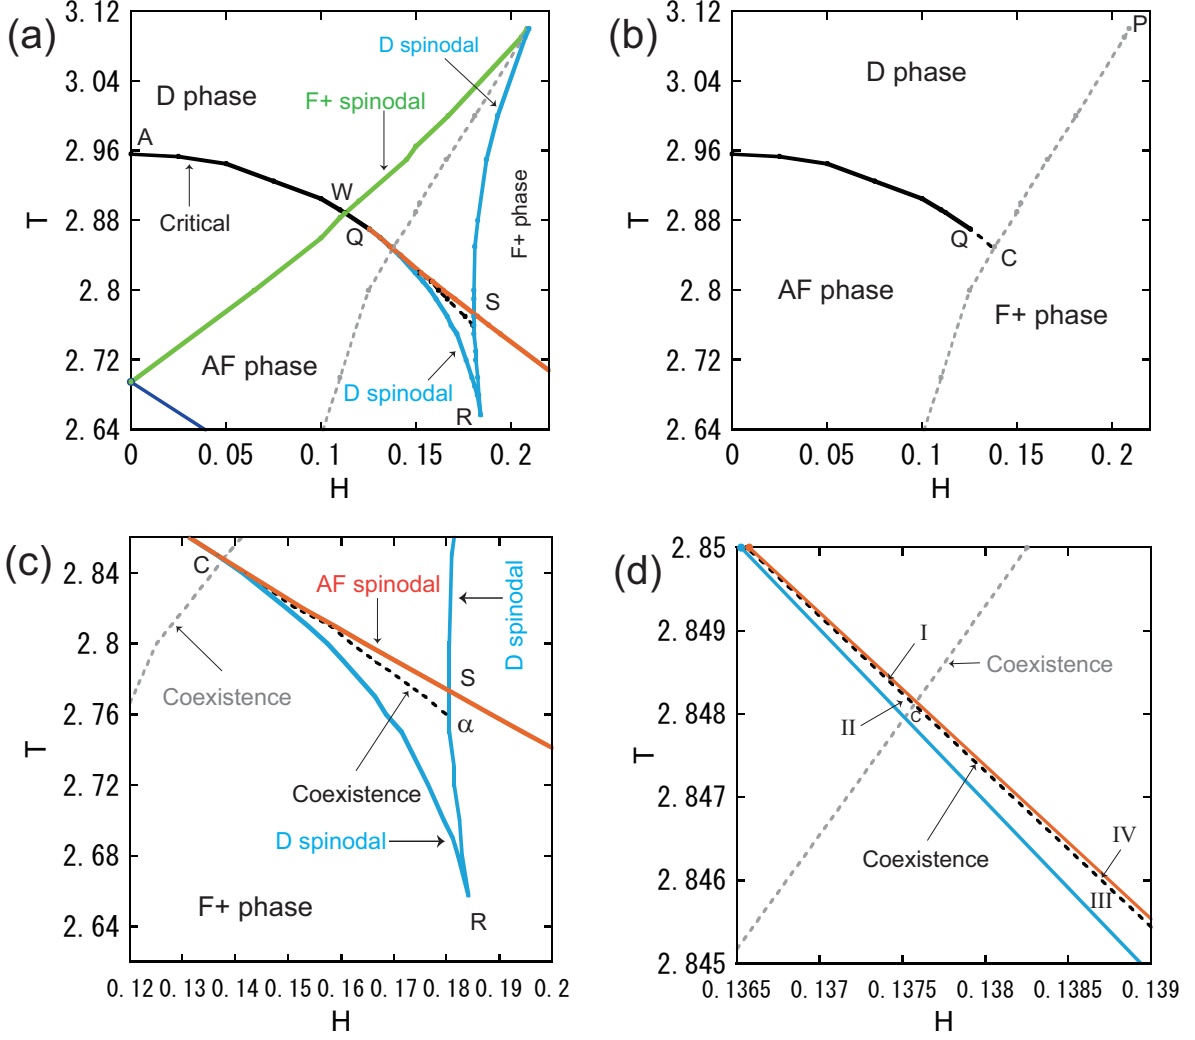 (a)
3.12
3.04
2.96
2.88
2.8
2.72
2.64
T
0
0.05
0.1
0.15
0.2
H
D phase
A
Critical
F+ spinodal
D spinodal
W
Q
F+ phase
S
AF phase
D spinodal
R
(b)
3.12
3.04
2.96
2.88
2.8
2.72
2.64
T
0
0.05
0.1
0.15
0.2
H
P
D phase
Q
C
AF phase
F+ phase
(c)
2.84
2.8
2.76
2.72
2.68
2.64
T
0.12
0.13
0.14
0.15
0.16
0.17
0.18
0.19
0.2
H
C
AF spinodal
D spinodal
Coexistence
S
α
Coexistence
D spinodal
F+ phase
R
(d)
2.85
2.849
2.848
2.847
2.846
2.845
T
0.1365
0.137
0.1375
0.138
0.1385
0.139
H
I
Coexistence
II
C
Coexistence
IV
III